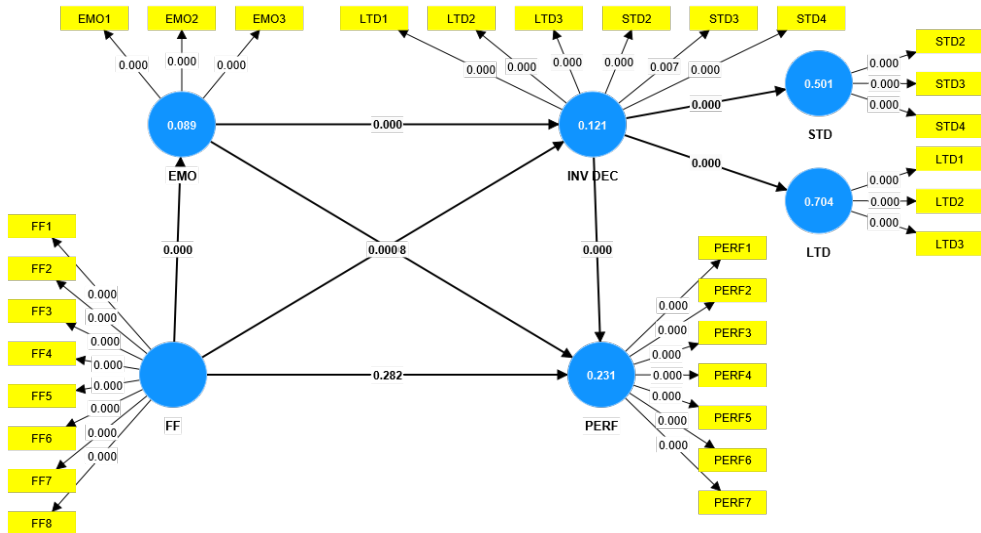 EMO1 EMO2 EMO3 LTD1 LTD2 LTD3 STD2 STD3 STD4
0.000 0.000 0.000 0.000 0.000 0.000 0.000 0.007 0.000
STD2
0.000
0.501 0.000 STD3
0.000
STD4
STD
0.089 0.000 0.121 0.000
EMO INV DEC
0.000
LTD1
0.000
0.704 0.000 LTD2
0.000
LTD3
LTD
0.000 0.000
FF1
FF2
FF3
FF4
FF5
FF6
FF7
FF8
0.000
0.000
0.000
0.000
0.000
0.000
0.000
0.000
FF
0.282
0.231
PERF
0.000
0.000
0.000
0.000
0.000
0.000
0.000
PERF1
PERF2
PERF3
PERF4
PERF5
PERF6
PERF7